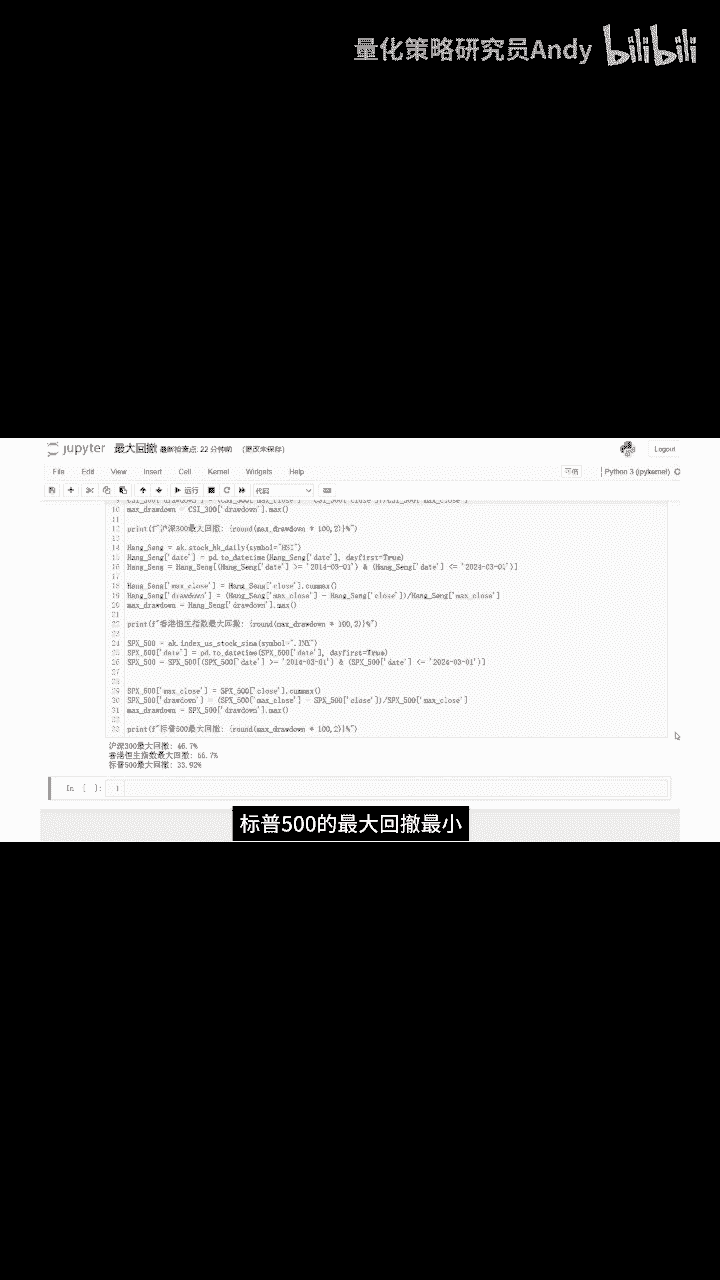 量化策略研究员Andy bilibili
jupyter 最大回撤 最新检查点: 22 分钟前 (更改未保存)
Logout
File Edit View Insert Cell Kernel Widgets Help
可信 Python 3 (ipykernel)
运行 代码
10 max_drawdown = CSI_300['drawdown'].max()
11
12 print(f"沪深300最大回撤: {round(max_drawdown * 100,2)}%")
13
14 Hang_Seng = ak.stock_hk_daily(symbol="HSI")
15 Hang_Seng['date'] = pd.to_datetime(Hang_Seng['date'], dayfirst=True)
16 Hang_Seng = Hang_Seng[(Hang_Seng['date'] >= '2014-03-01') & (Hang_Seng['date'] <= '2024-03-01')]
17
18 Hang_Seng['max_close'] = Hang_Seng['close'].cummax()
19 Hang_Seng['drawdown'] = (Hang_Seng['max_close'] - Hang_Seng['close'])/Hang_Seng['max_close']
20 max_drawdown = Hang_Seng['drawdown'].max()
21
22 print(f"香港恒生指数最大回撤: {round(max_drawdown * 100,2)}%")
23
24 SPX_500 = ak.index_us_stock_sina(symbol=".INX")
25 SPX_500['date'] = pd.to_datetime(SPX_500['date'], dayfirst=True)
26 SPX_500 = SPX_500[(SPX_500['date'] >= '2014-03-01') & (SPX_500['date'] <= '2024-03-01')]
27
28
29 SPX_500['max_close'] = SPX_500['close'].cummax()
30 SPX_500['drawdown'] = (SPX_500['max_close'] - SPX_500['close'])/SPX_500['max_close']
31 max_drawdown = SPX_500['drawdown'].max()
32
33 print(f"标普500最大回撤: {round(max_drawdown * 100,2)}%")
沪深300最大回撤: 46.7%
香港恒生指数最大回撤: 55.7%
标普500最大回撤: 33.92%
In [ ]: 1
标普500的最大回撤最小